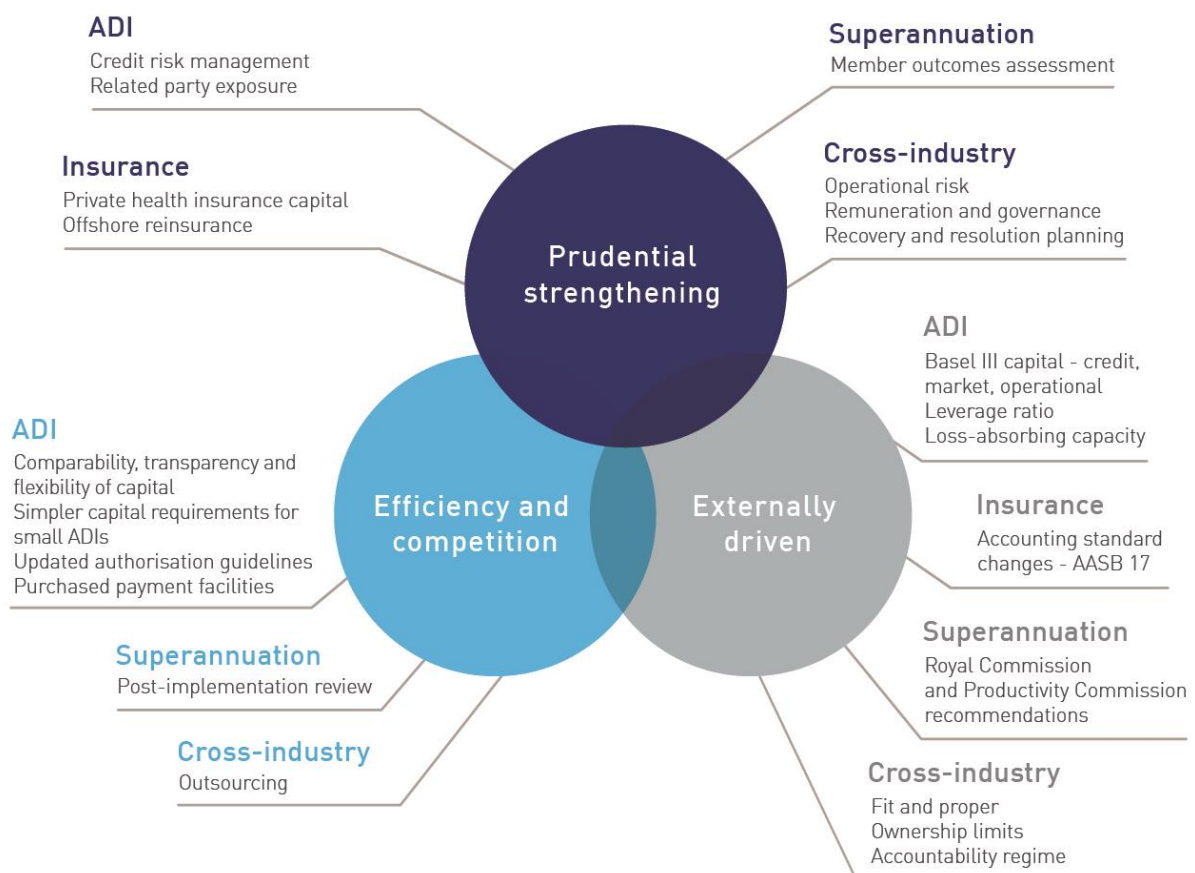 ADI
Credit risk management
Related party exposure
Superannuation
Member outcomes assessment
Insurance
Private health insurance capital
Offshore reinsurance
Cross-industry
Operational risk
Remuneration and governance
Recovery and resolution planning
Prudential
strengthening
ADI
Basel III capital - credit,
market, operational
Leverage ratio
Loss-absorbing capacity
ADI
Comparability, transparency and
flexibility of capital
Simpler capital requirements for
small ADIs
Updated authorisation guidelines
Purchased payment facilities
Efficiency and
competition
Externally
driven
Insurance
Accounting standard
changes - AASB 17
Superannuation
Post-implementation review
Superannuation
Royal Commission
and Productivity Commission
recommendations
Cross-industry
Outsourcing
Cross-industry
Fit and proper
Ownership limits
Accountability regime